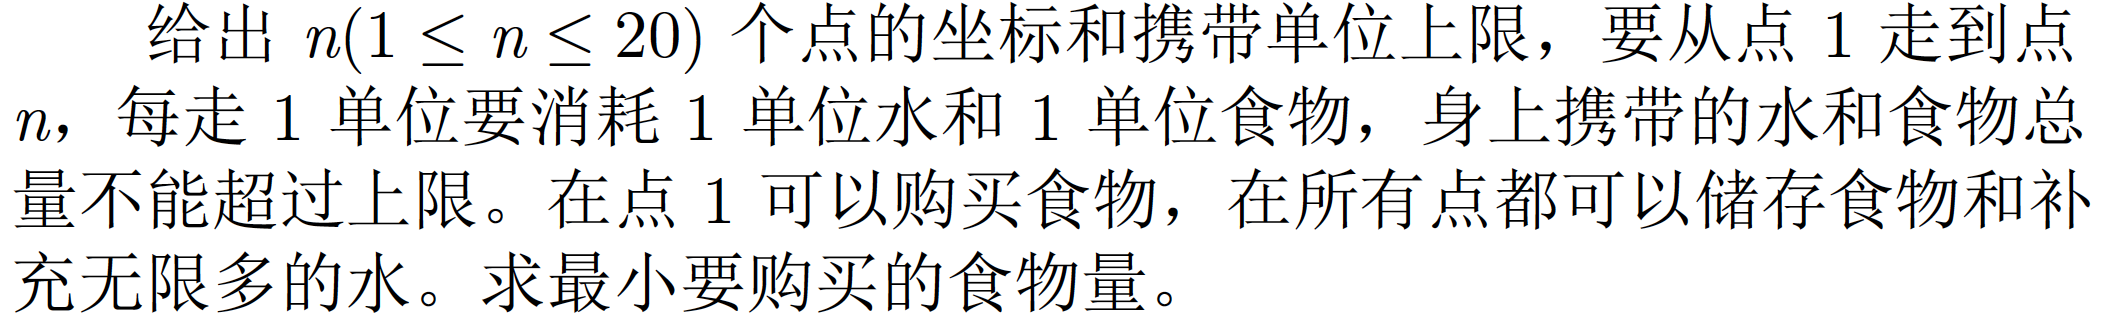 给出 n(1 ≤ n ≤ 20) 个点的坐标和携带单位上限，要从点 1 走到点
n，每走 1 单位要消耗 1 单位水和 1 单位食物，身上携带的水和食物总
量不能超过上限。在点 1 可以购买食物，在所有点都可以储存食物和补
充无限多的水。求最小要购买的食物量。